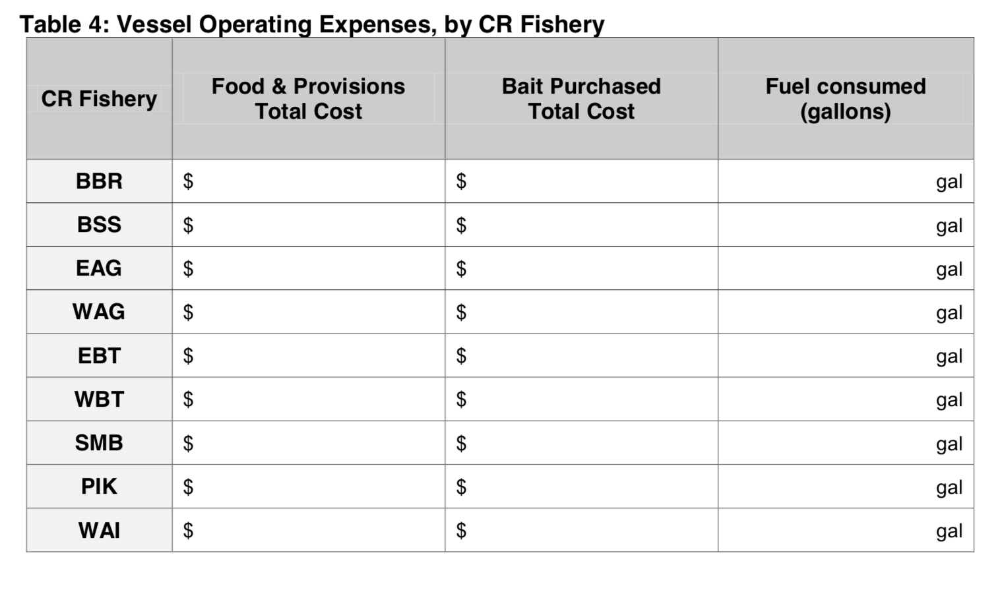 Table 4: Vessel Operating Expenses, by CR Fishery
CR Fishery
Food & Provisions
Total Cost
Bait Purchased
Total Cost
Fuel consumed
(gallons)
BBR $ $ gal
BSS $ $ gal
EAG $ $ gal
WAG $ $ gal
EBT $ $ gal
WBT $ $ gal
SMB $ $ gal
PIK $ $ gal
WAI $ $ gal